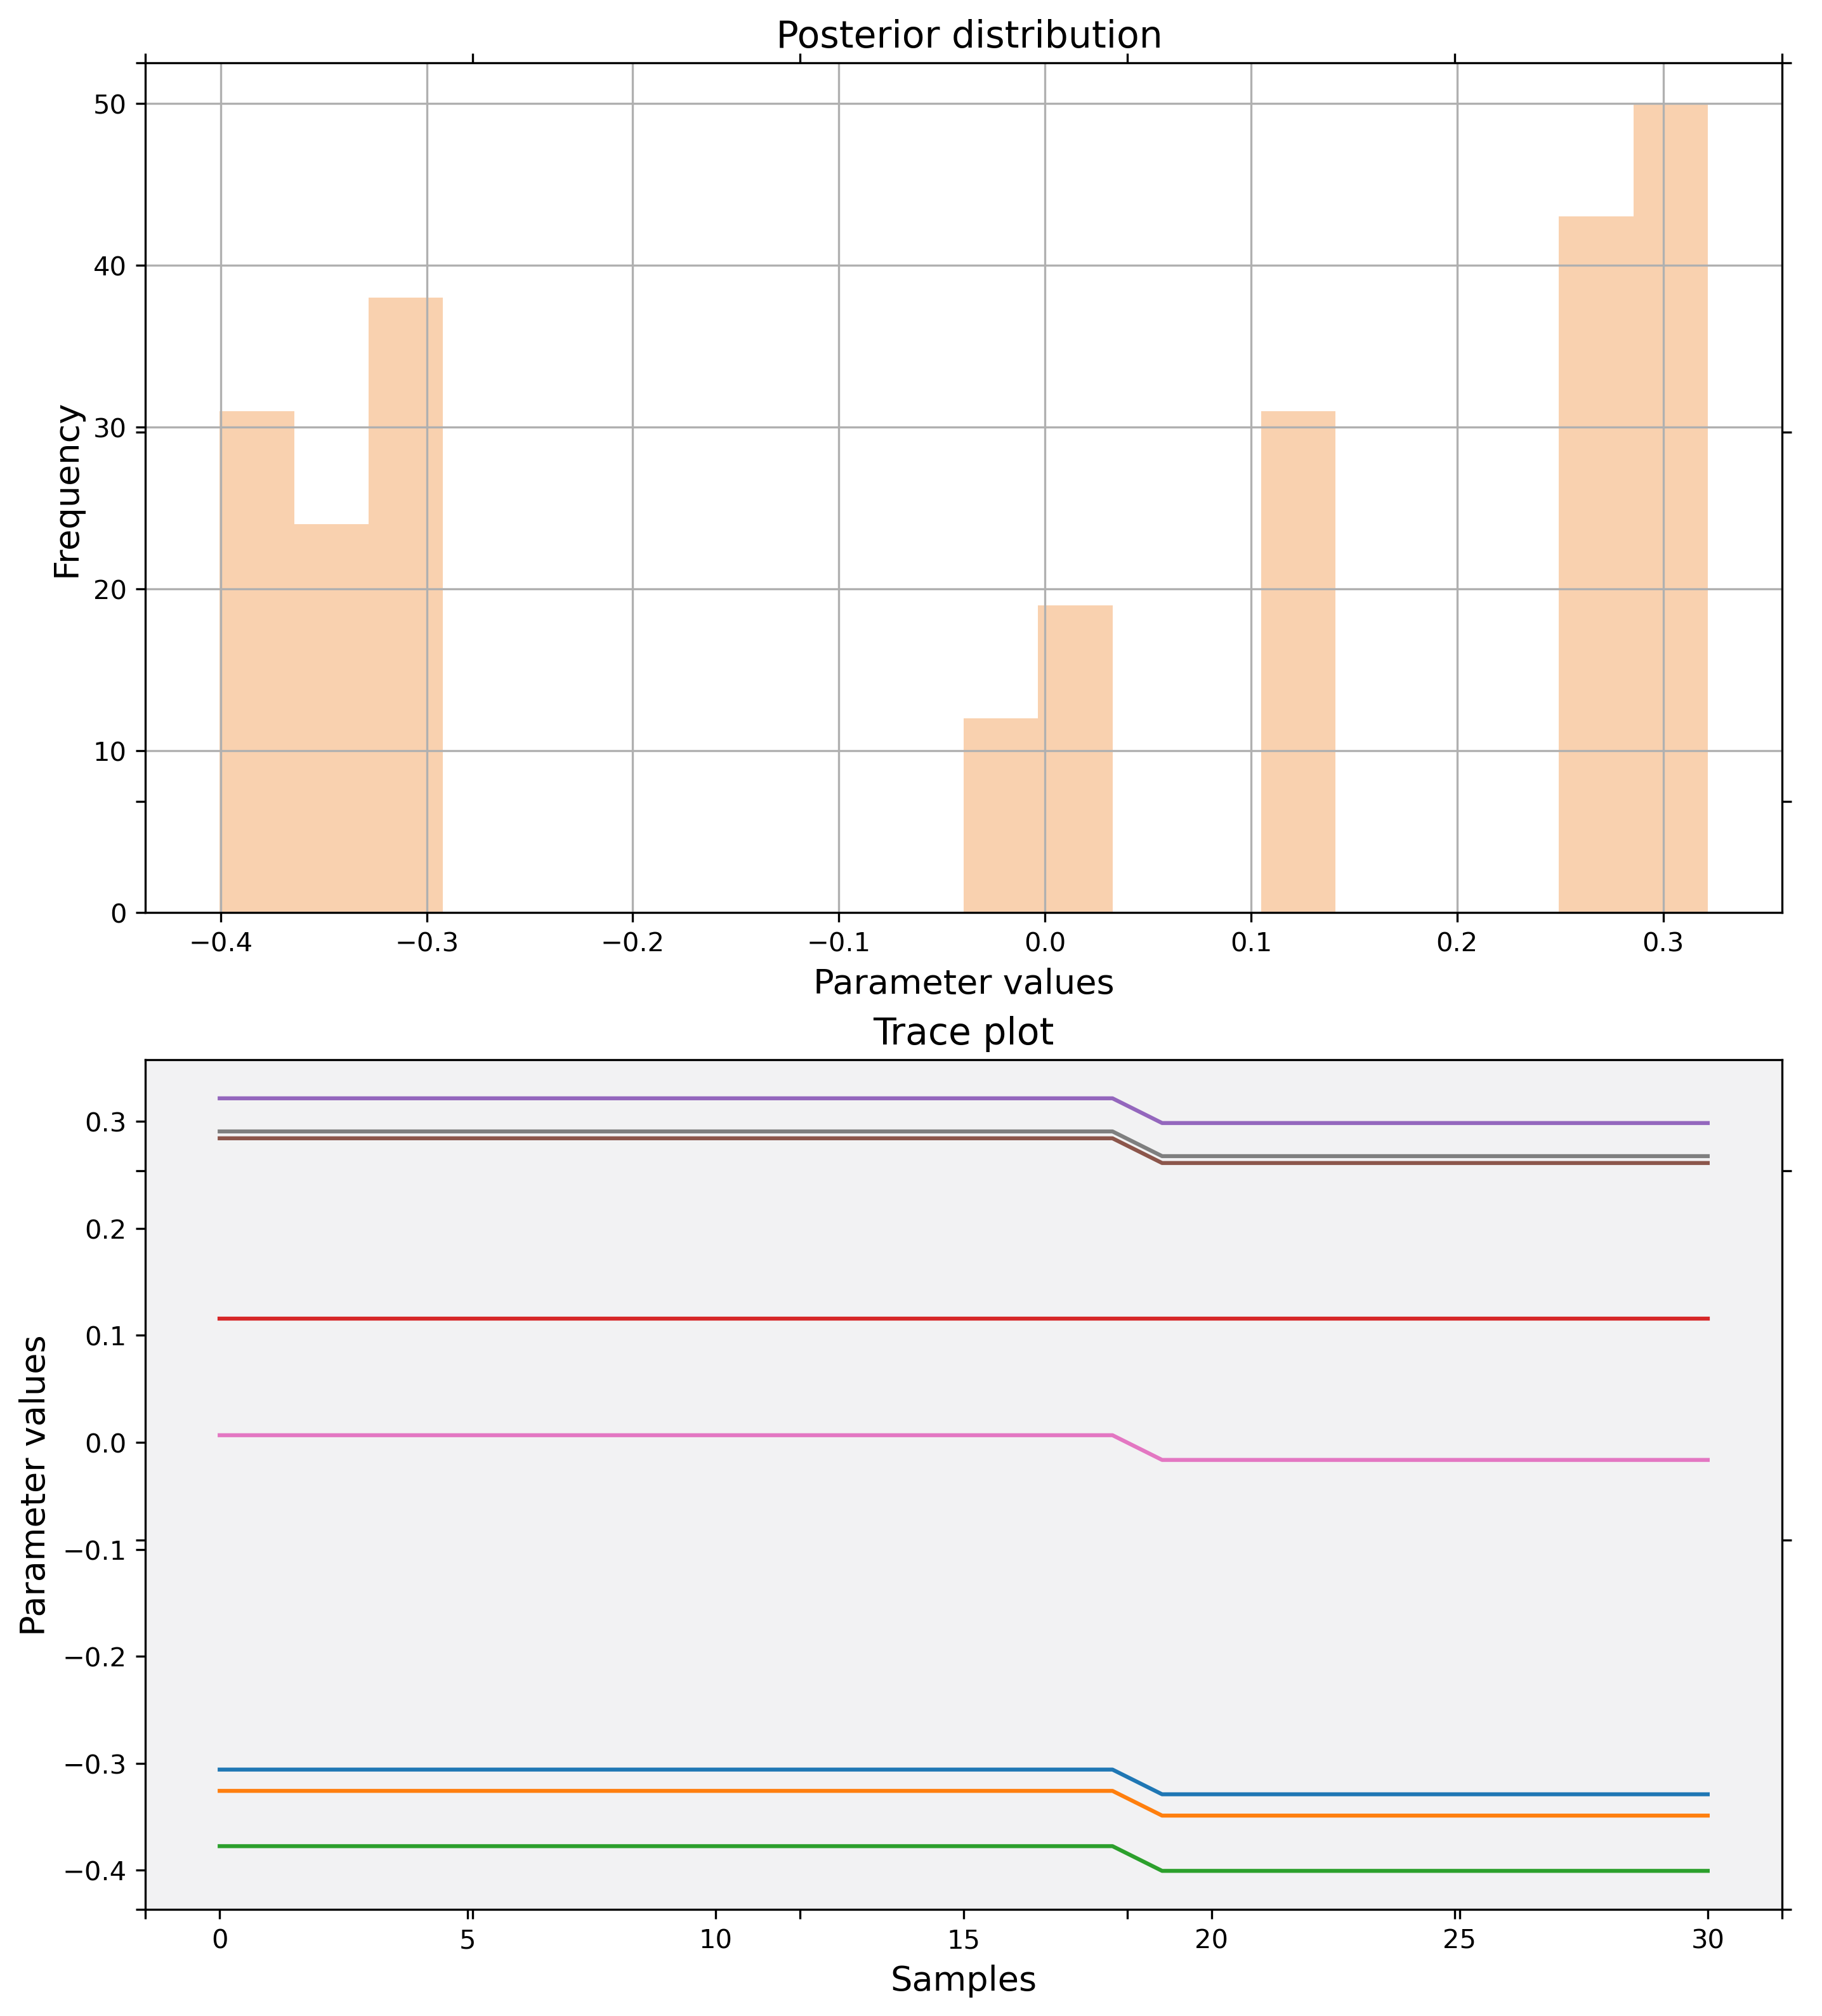 Posterior distribution
50
40
30
20
10
0
Frequency
−0.4 −0.3 −0.2 −0.1 0.0 0.1 0.2 0.3
Parameter values
Trace plot
0.3
0.2
0.1
0.0
−0.1
−0.2
−0.3
−0.4
Parameter values
0 5 10 15 20 25 30
Samples